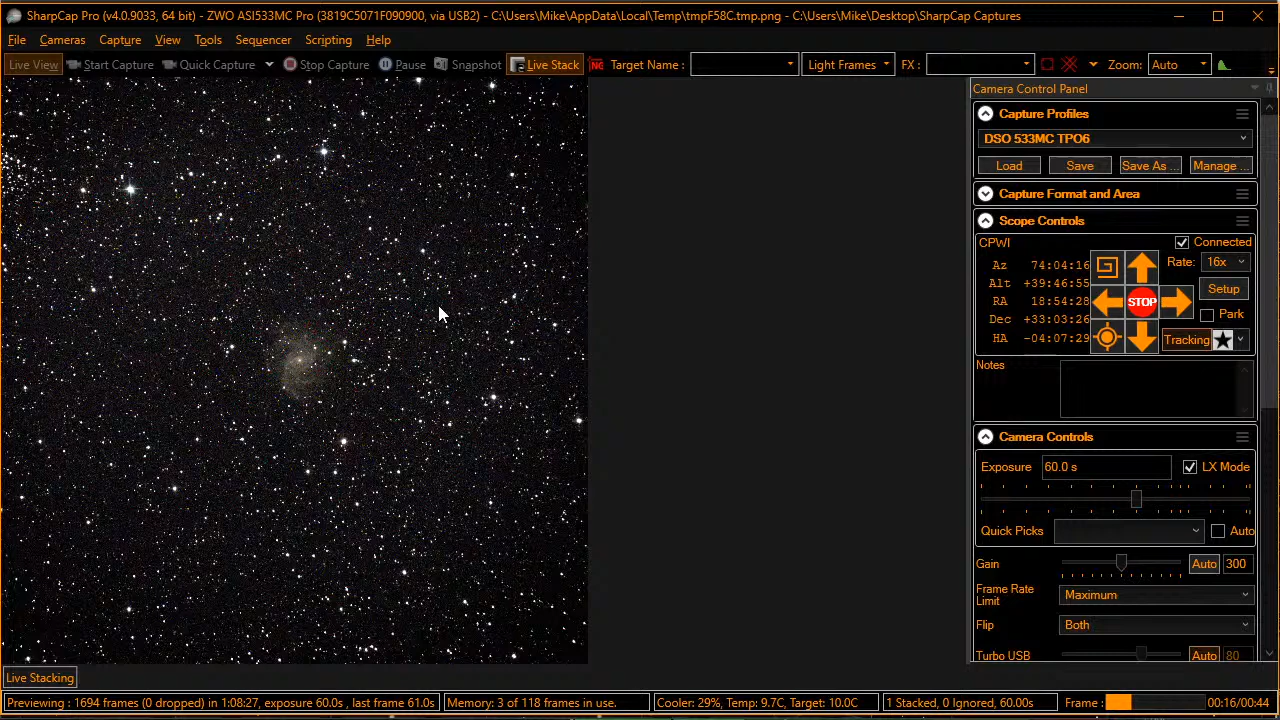 SharpCap Pro (v4.0.9033, 64 bit) - ZWO ASI533MC Pro (3819C5071F090900, via USB2) - C:\Users\Mike\AppData\Local\Temp\tmpF58C.tmp.png - C:\Users\Mike\Desktop\SharpCap Captures
File Cameras Capture View Tools Sequencer Scripting Help
Live View Start Capture Quick Capture Stop Capture Pause Snapshot Live Stack NG Target Name : Light Frames FX : Zoom: Auto
Camera Control Panel
Capture Profiles
DSO 533MC TPO6
Load Save Save As ... Manage ...
Capture Format and Area
Scope Controls
CPWI Connected
Az 74:04:16 Rate: 16x
Alt +39:46:55
RA 18:54:28 STOP Setup
Dec +33:03:26 Park
HA -04:07:29 Tracking
Notes
Camera Controls
Exposure 60.0 s LX Mode
Quick Picks Auto
Gain Auto 300
Frame Rate Limit Maximum
Flip Both
Turbo USB Auto 80
Live Stacking
Previewing : 1694 frames (0 dropped) in 1:08:27, exposure 60.0s , last frame 61.0s Memory: 3 of 118 frames in use. Cooler: 29%, Temp: 9.7C, Target: 10.0C 1 Stacked, 0 Ignored, 60.00s Frame : 00:16/00:44